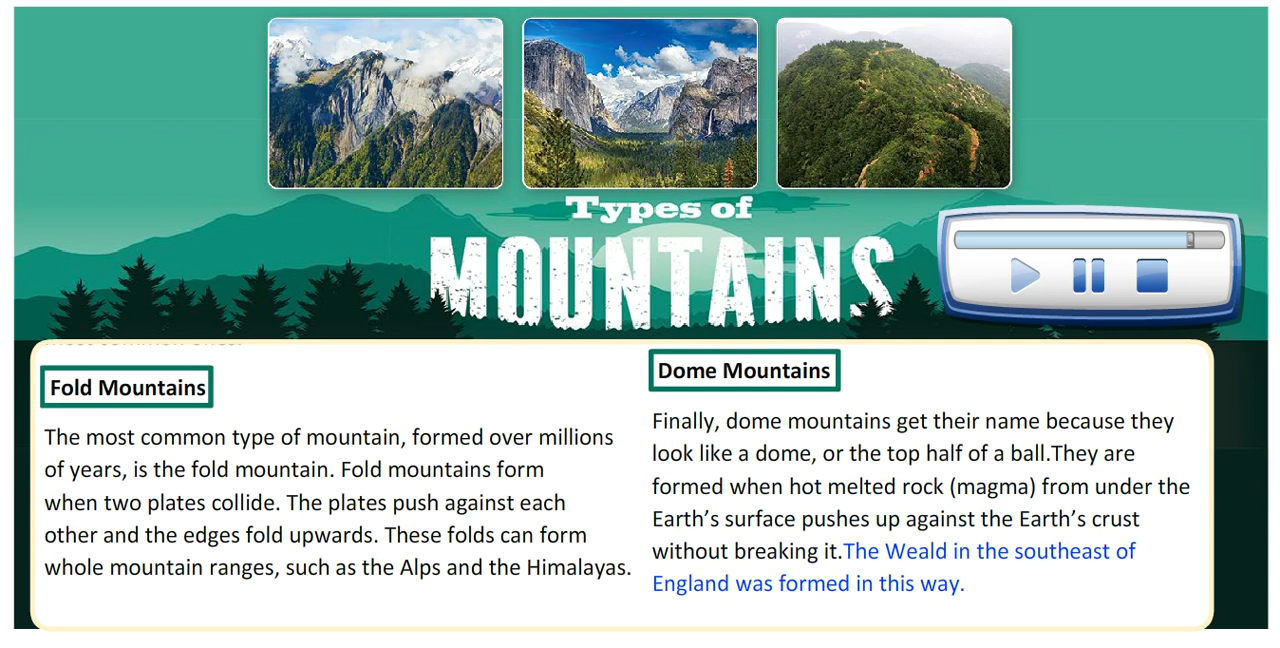 Types of
MOUNTAINS
Fold Mountains
The most common type of mountain, formed over millions
of years, is the fold mountain. Fold mountains form
when two plates collide. The plates push against each
other and the edges fold upwards. These folds can form
whole mountain ranges, such as the Alps and the Himalayas.
Dome Mountains
Finally, dome mountains get their name because they
look like a dome, or the top half of a ball.They are
formed when hot melted rock (magma) from under the
Earth’s surface pushes up against the Earth’s crust
without breaking it.The Weald in the southeast of
England was formed in this way.